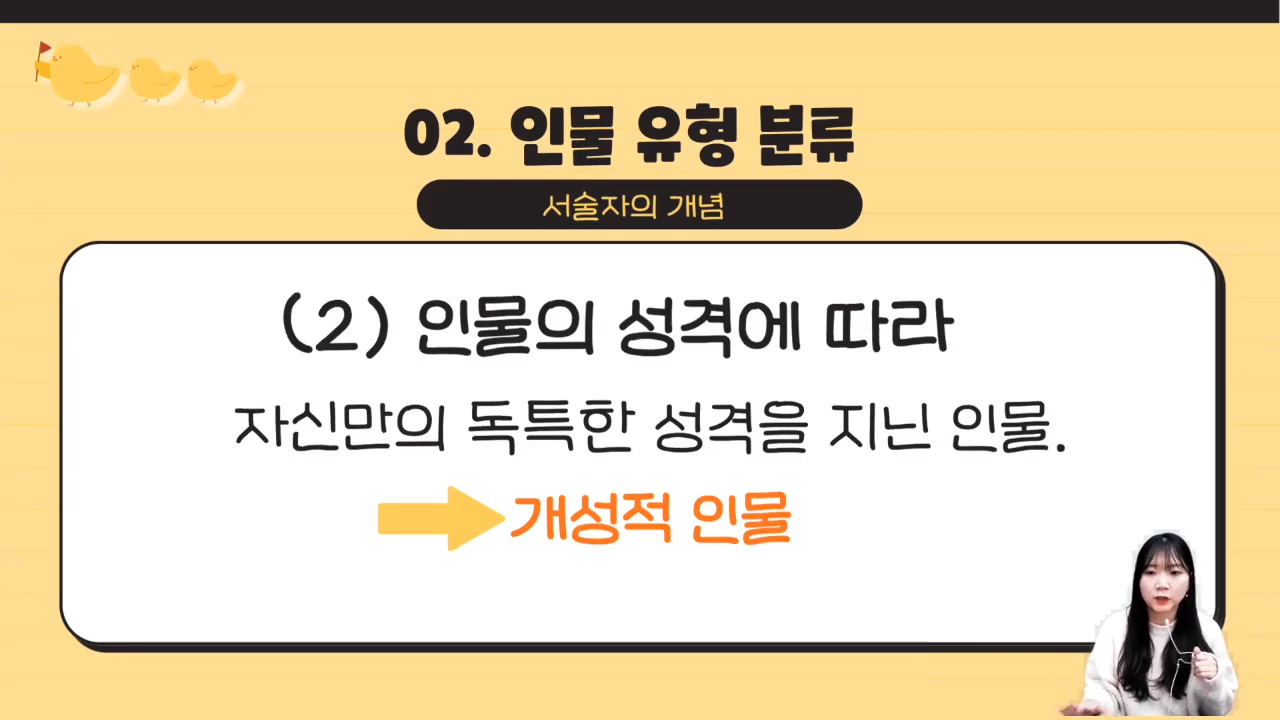 02. 인물 유형 분류
서술자의 개념
(2) 인물의 성격에 따라
자신만의 독특한 성격을 지닌 인물.
개성적 인물